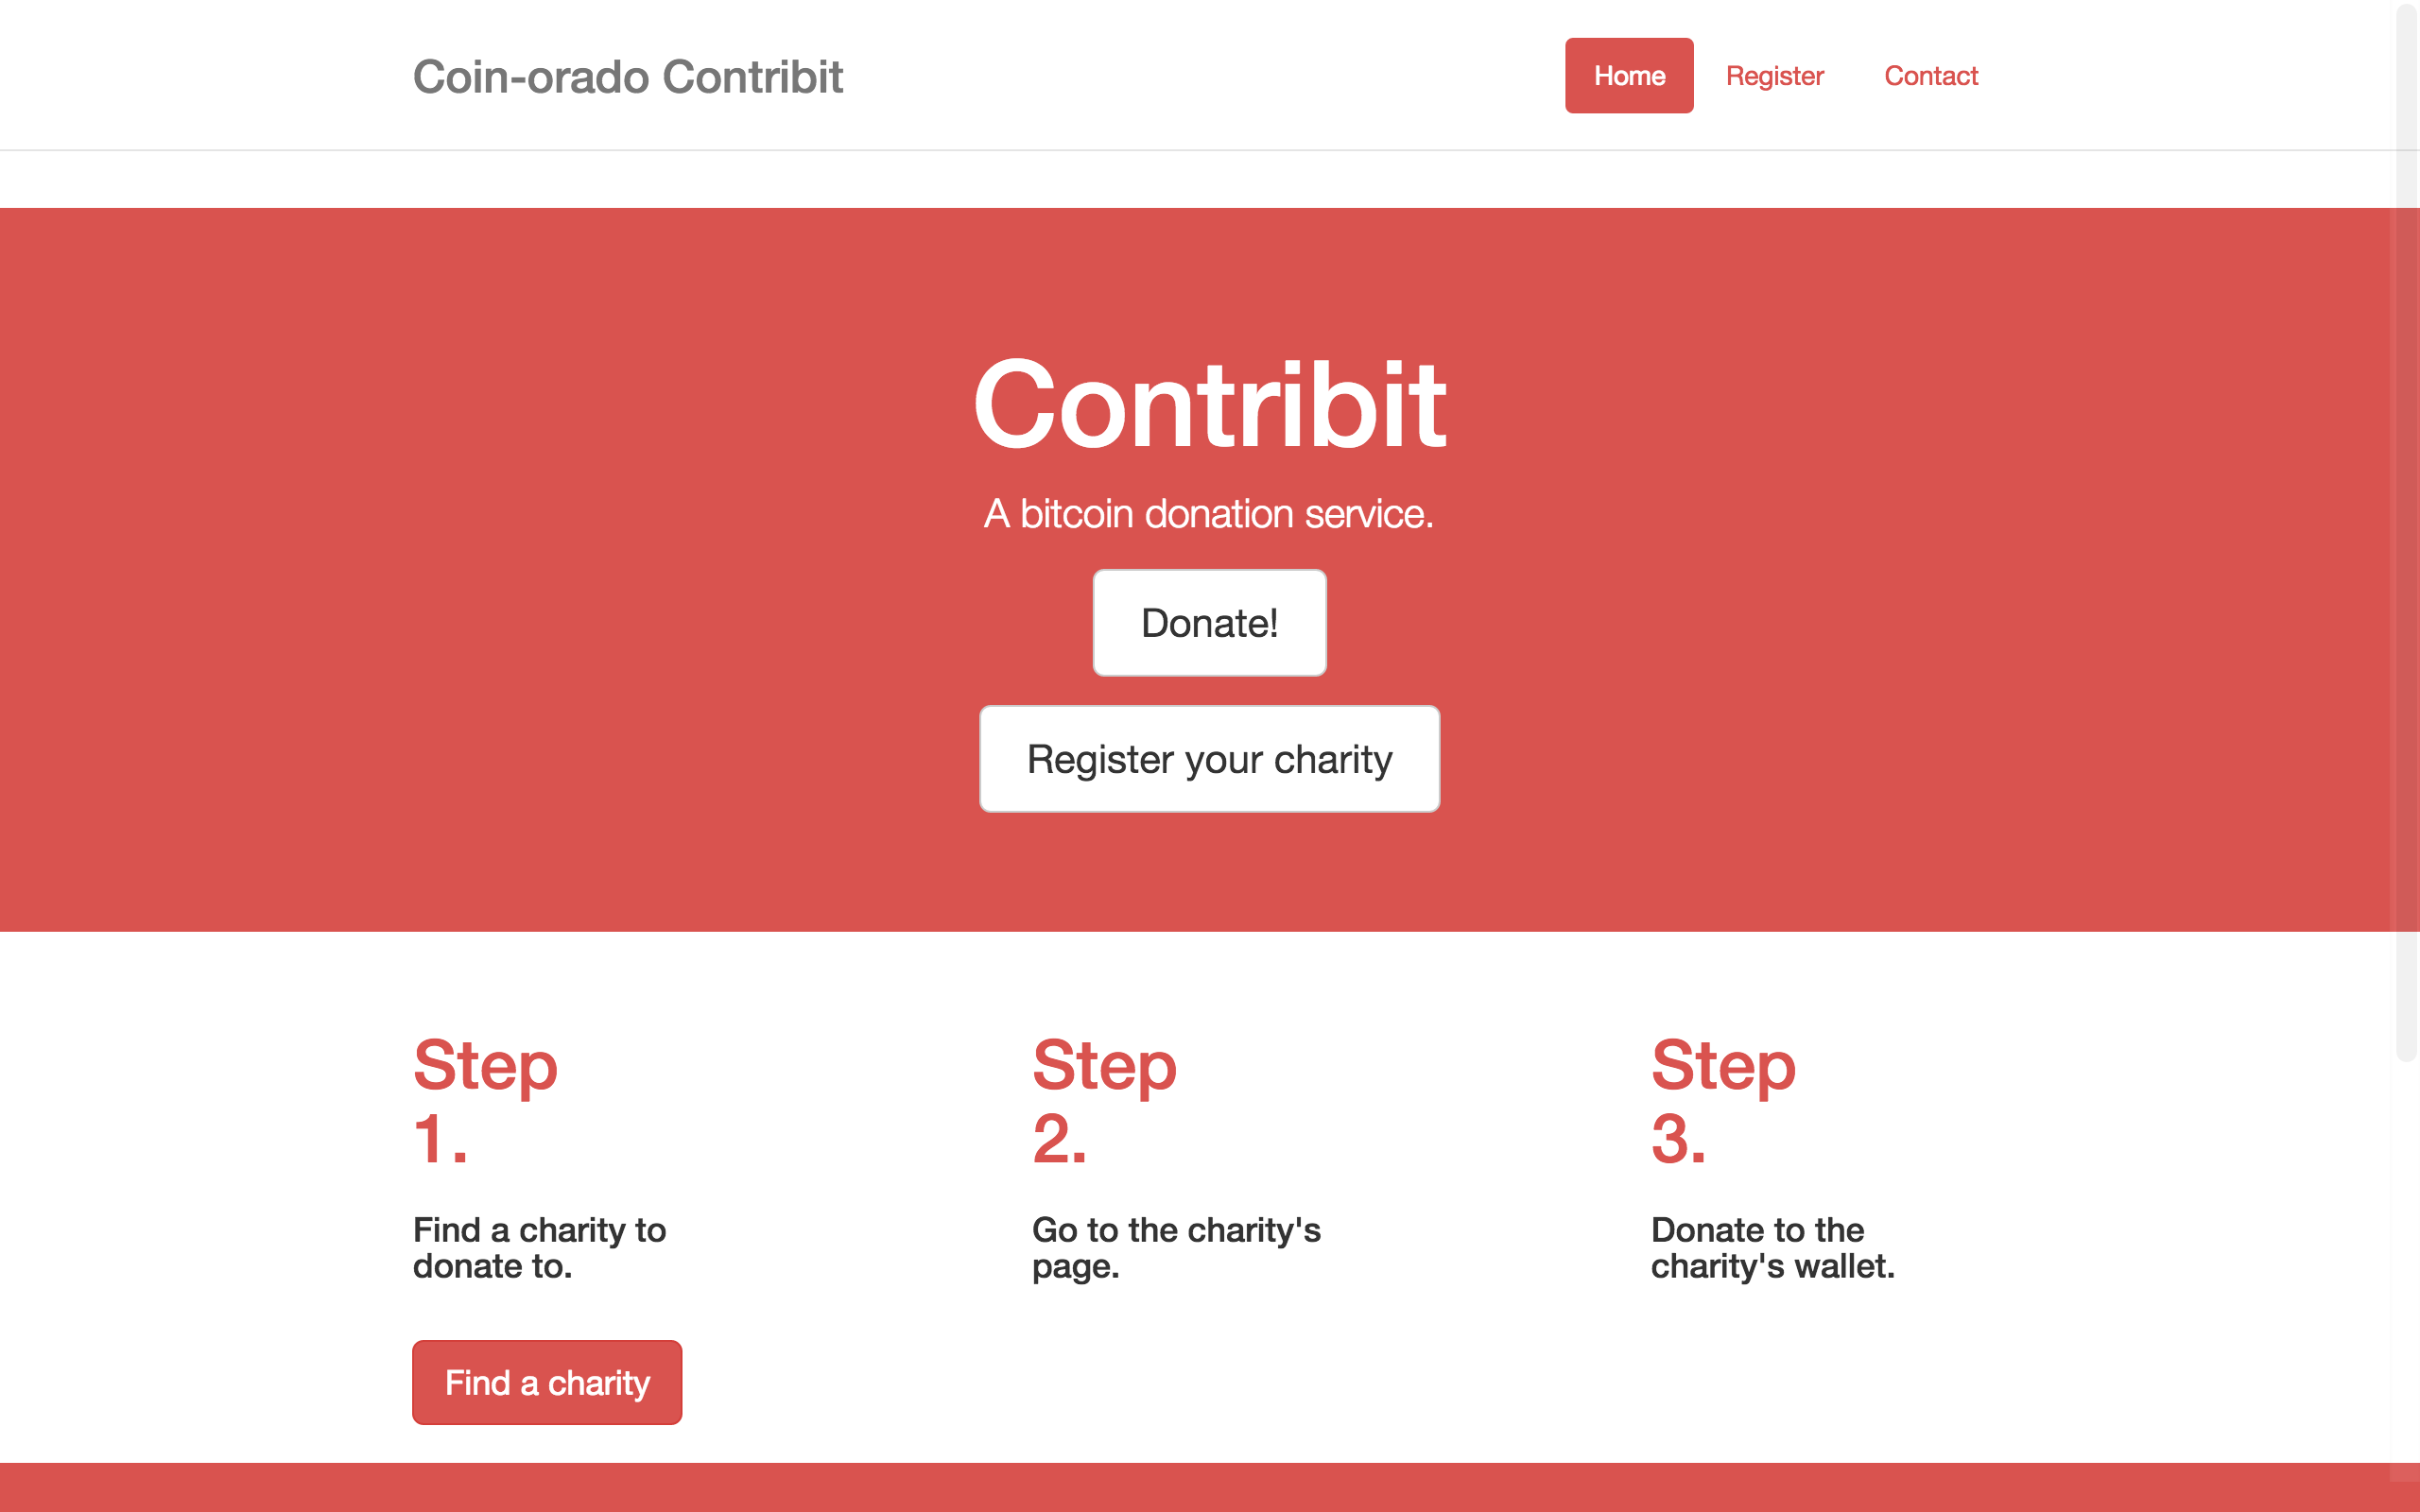 Coin-orado Contribit
Home Register Contact
Contribit
A bitcoin donation service.
Donate!
Register your charity
Step
1.
Find a charity to
donate to.
Find a charity
Step
2.
Go to the charity's
page.
Step
3.
Donate to the
charity's wallet.